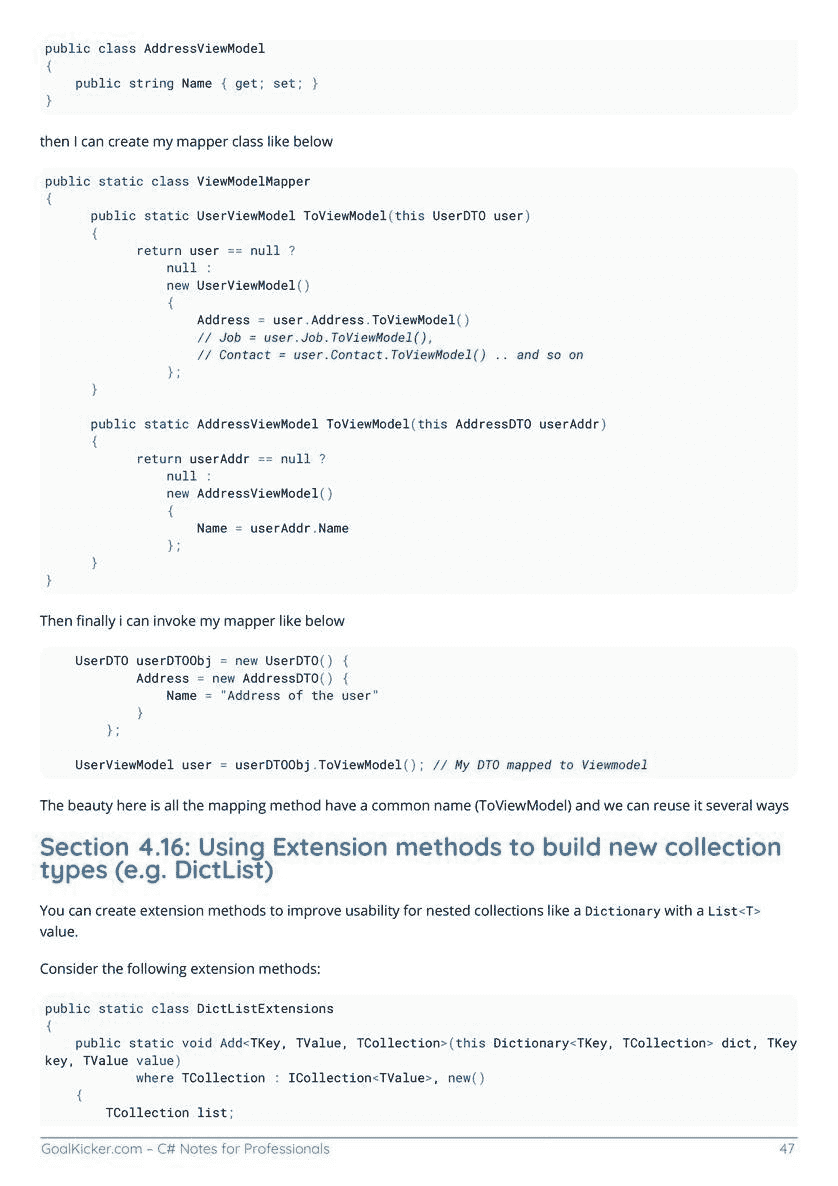 public class AddressViewModel
{
    public string Name { get; set; }
}
then I can create my mapper class like below
public static class ViewModelMapper
{
      public static UserViewModel ToViewModel(this UserDTO user)
      {
            return user == null ?
                null :
                new UserViewModel()
                {
                    Address = user.Address.ToViewModel()
                    // Job = user.Job.ToViewModel(),
                    // Contact = user.Contact.ToViewModel() .. and so on
                };
      }
      public static AddressViewModel ToViewModel(this AddressDTO userAddr)
      {
            return userAddr == null ?
                null :
                new AddressViewModel()
                {
                    Name = userAddr.Name
                };
      }
}
Then finally i can invoke my mapper like below
    UserDTO userDTOObj = new UserDTO() {
            Address = new AddressDTO() {
                Name = "Address of the user"
            }
        };
    UserViewModel user = userDTOObj.ToViewModel(); // My DTO mapped to Viewmodel
The beauty here is all the mapping method have a common name (ToViewModel) and we can reuse it several ways
Section 4.16: Using Extension methods to build new collection
types (e.g. DictList)
You can create extension methods to improve usability for nested collections like a Dictionary with a List<T>
value.
Consider the following extension methods:
public static class DictListExtensions
{
    public static void Add<TKey, TValue, TCollection>(this Dictionary<TKey, TCollection> dict, TKey
key, TValue value)
            where TCollection : ICollection<TValue>, new()
    {
        TCollection list;
GoalKicker.com – C# Notes for Professionals 47